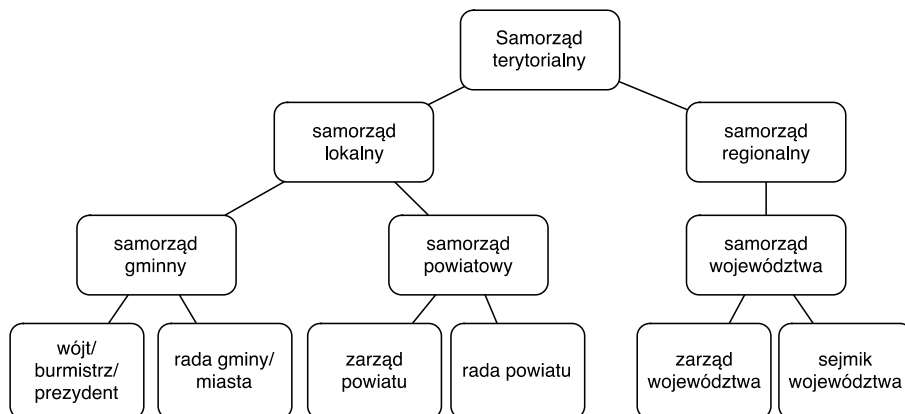 Samorząd
terytorialny
samorząd
lokalny
samorząd
regionalny
samorząd
gminny
samorząd
powiatowy
samorząd
województwa
wójt/
burmistrz/
prezydent
rada gminy/
miasta
zarząd
powiatu
rada powiatu
zarząd
województwa
sejmik
województwa